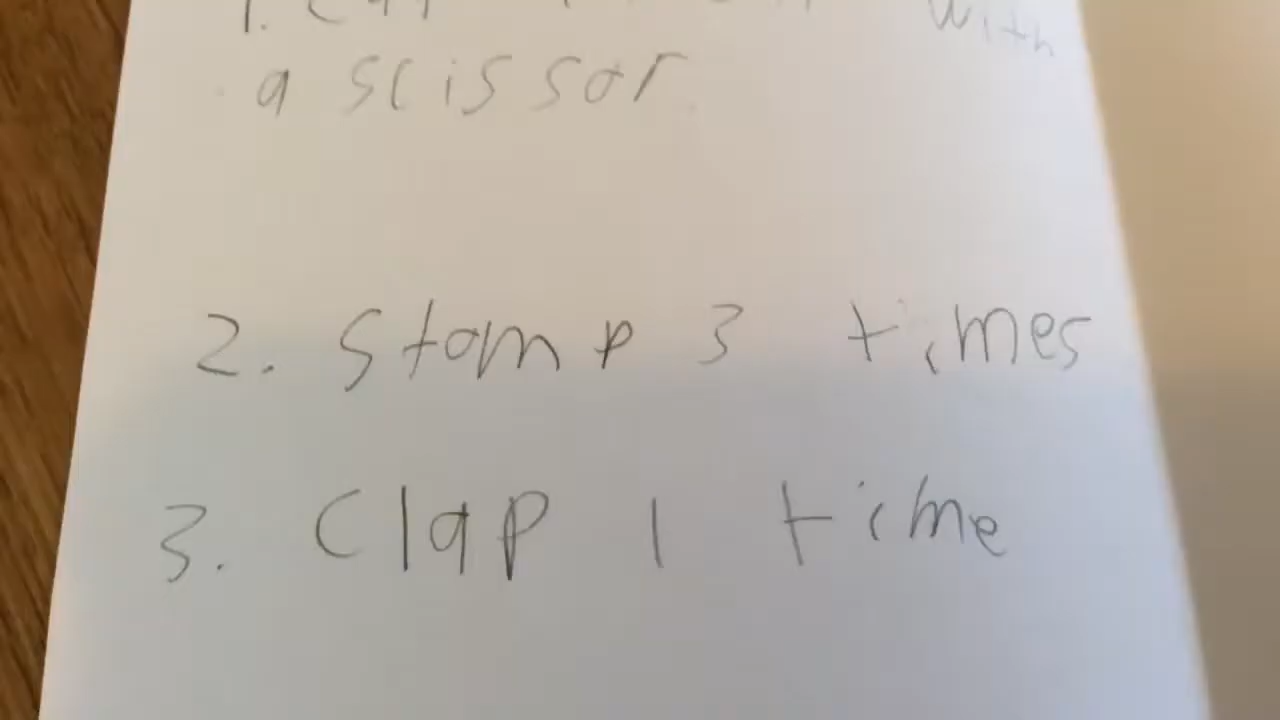 1. with
a scissor
2. Stomp 3 times
3. Clap 1 time